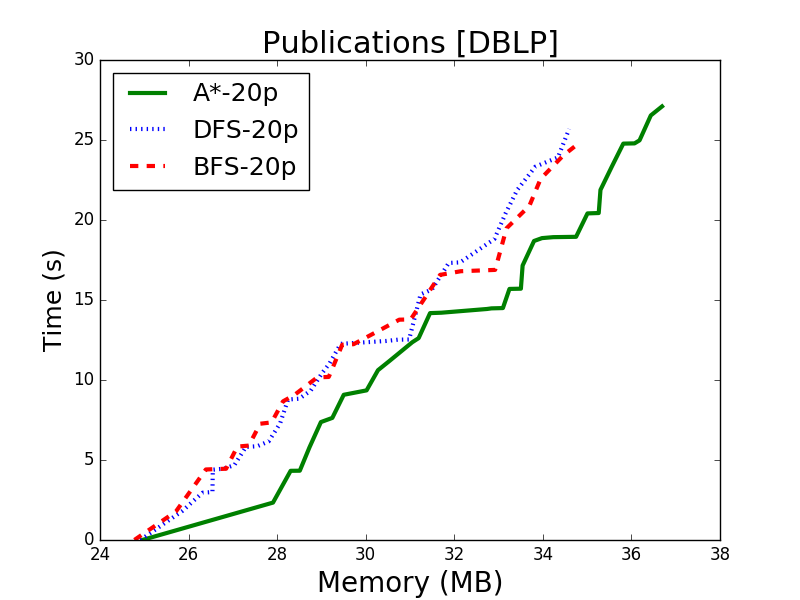 Publications [DBLP]
A*-20p
DFS-20p
BFS-20p
Time (s)
30
25
20
15
10
5
0
24 26 28 30 32 34 36 38
Memory (MB)